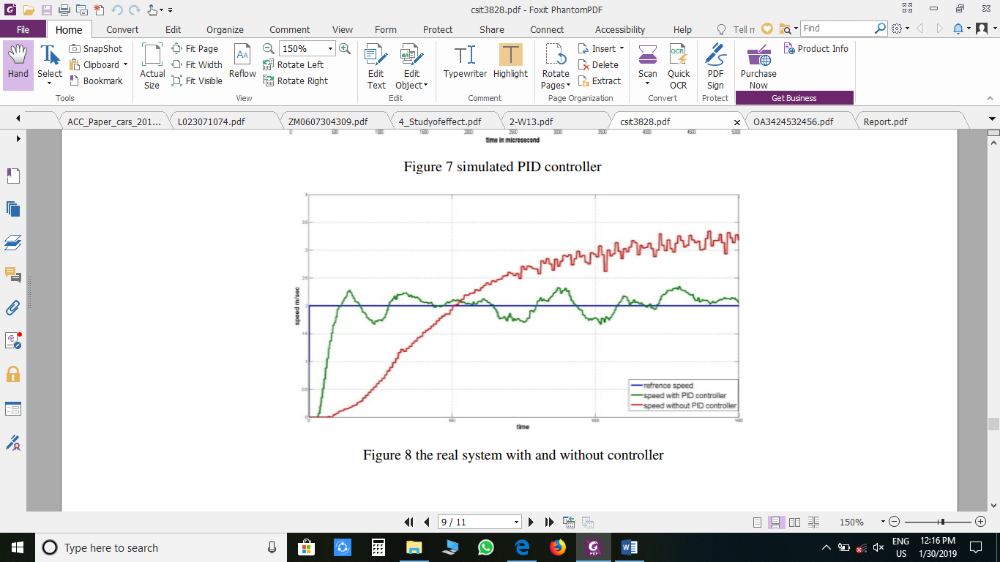 csit3828.pdf - Foxit PhantomPDF
File Home Convert Edit Organize Comment View Form Protect Share Connect Accessibility Help Tell m Find
Hand
Select
SnapShot
Clipboard
Bookmark
Tools
Actual Size
Fit Page
Fit Width
Fit Visible
Reflow
150%
Rotate Left
Rotate Right
View
Edit Text
Edit Object
Edit
Typewriter
Highlight
Comment
Rotate Pages
Insert
Delete
Extract
Page Organization
Scan
Quick OCR
Convert
PDF Sign
Protect
Purchase Now
Product Info
Get Business
ACC_Paper_cars_201... L023071074.pdf ZM0607304309.pdf 4_Studyofeffect.pdf 2-W13.pdf csit3828.pdf OA3424532456.pdf Report.pdf
0 500 1000 1500 2000 2500 3000 3500 4000 4500 5000
time in microsecond
Figure 7 simulated PID controller
4
3.5
3
2.5
2
1.5
1
0.5
0
speed m/sec
0 500 1000 1500
time
refrence speed
speed with PID controller
speed without PID controller
Figure 8 the real system with and without controller
9 / 11
150%
Type here to search
PDF
W
ENG
US
12:16 PM
1/30/2019